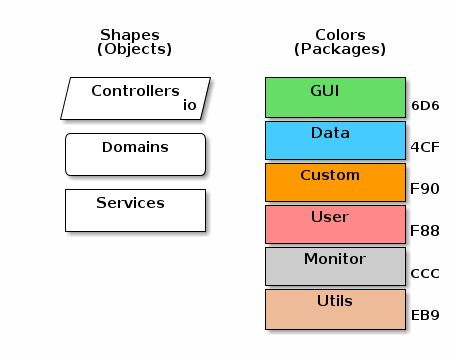 Shapes
(Objects)
Controllers
io
Domains
Services
Colors
(Packages)
GUI
6D6
Data
4CF
Custom
F90
User
F88
Monitor
CCC
Utils
EB9